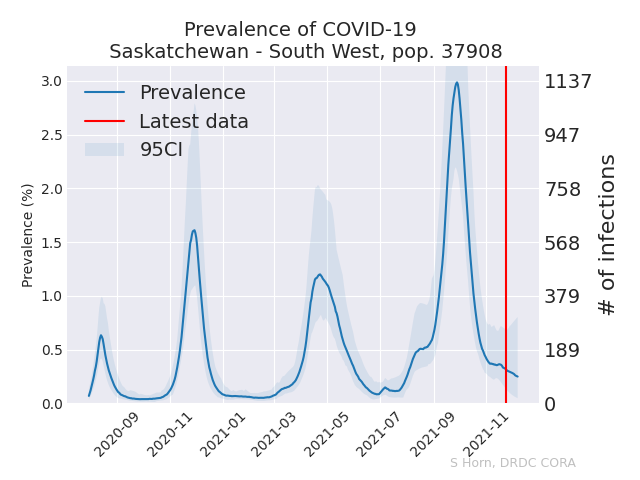 Prevalence of COVID-19
Saskatchewan - South West, pop. 37908
Prevalence
Latest data
95CI
Prevalence (%)
3.0
2.5
2.0
1.5
1.0
0.5
0.0
1137
947
758
568
379
189
0
# of infections
2020-09
2020-11
2021-01
2021-03
2021-05
2021-07
2021-09
2021-11
S Horn, DRDC CORA